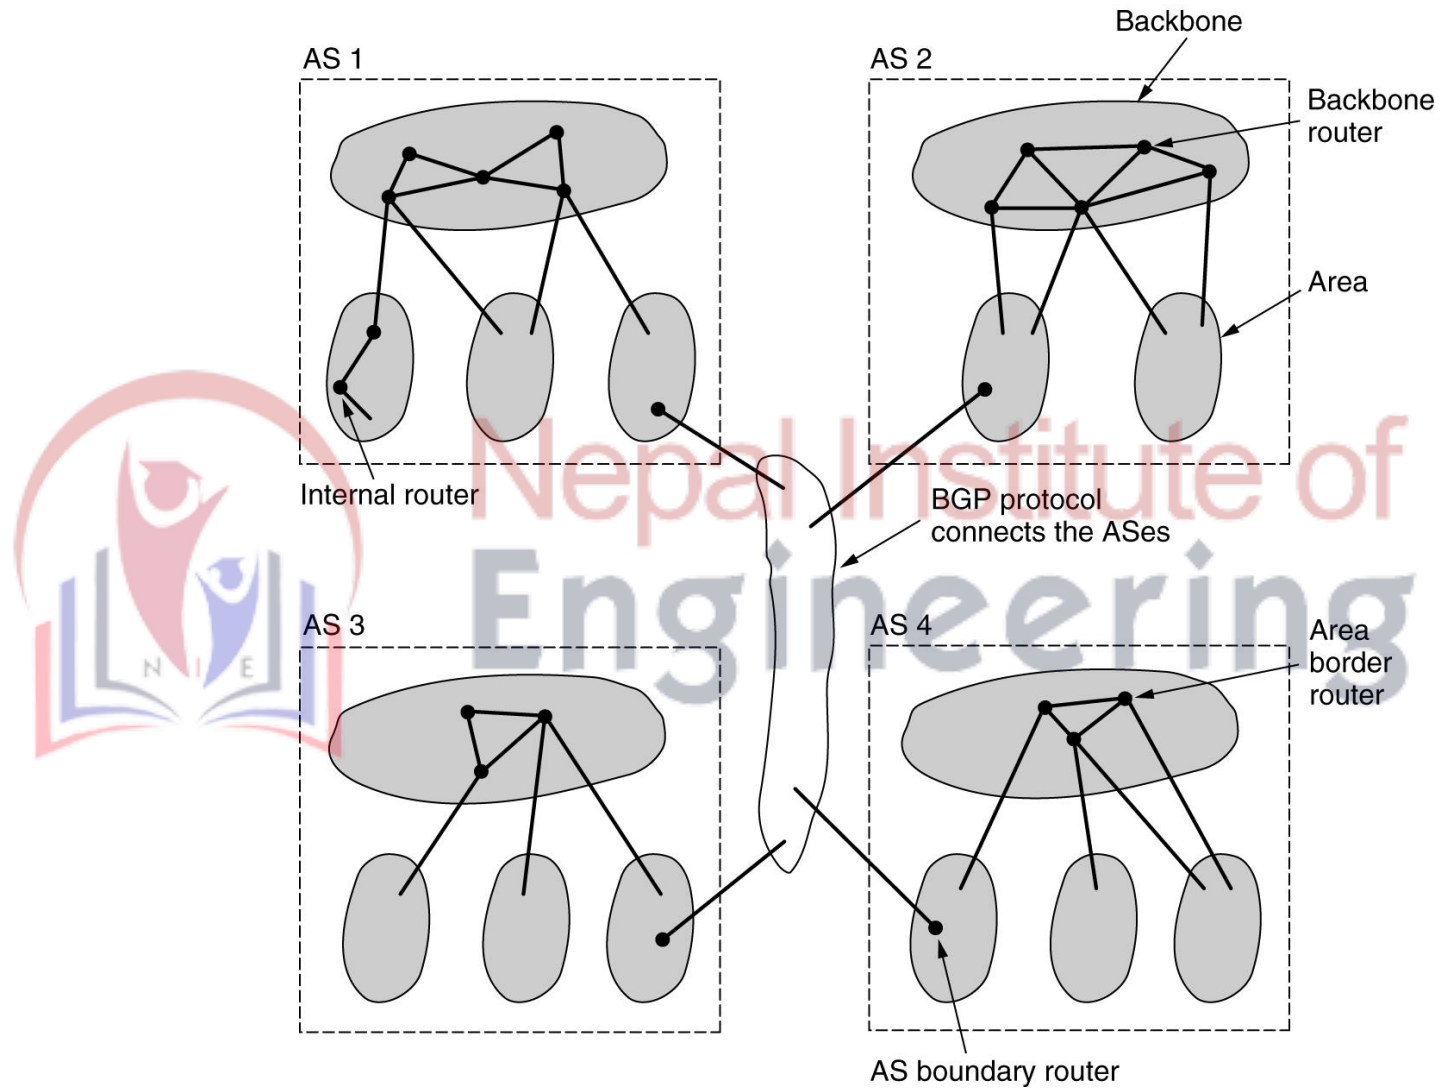 Backbone
AS 1
AS 2
Backbone
router
Area
Internal router
Nepal Institute of
Engineering
BGP protocol
connects the ASes
N I E
AS 3
AS 4
Area
border
router
AS boundary router